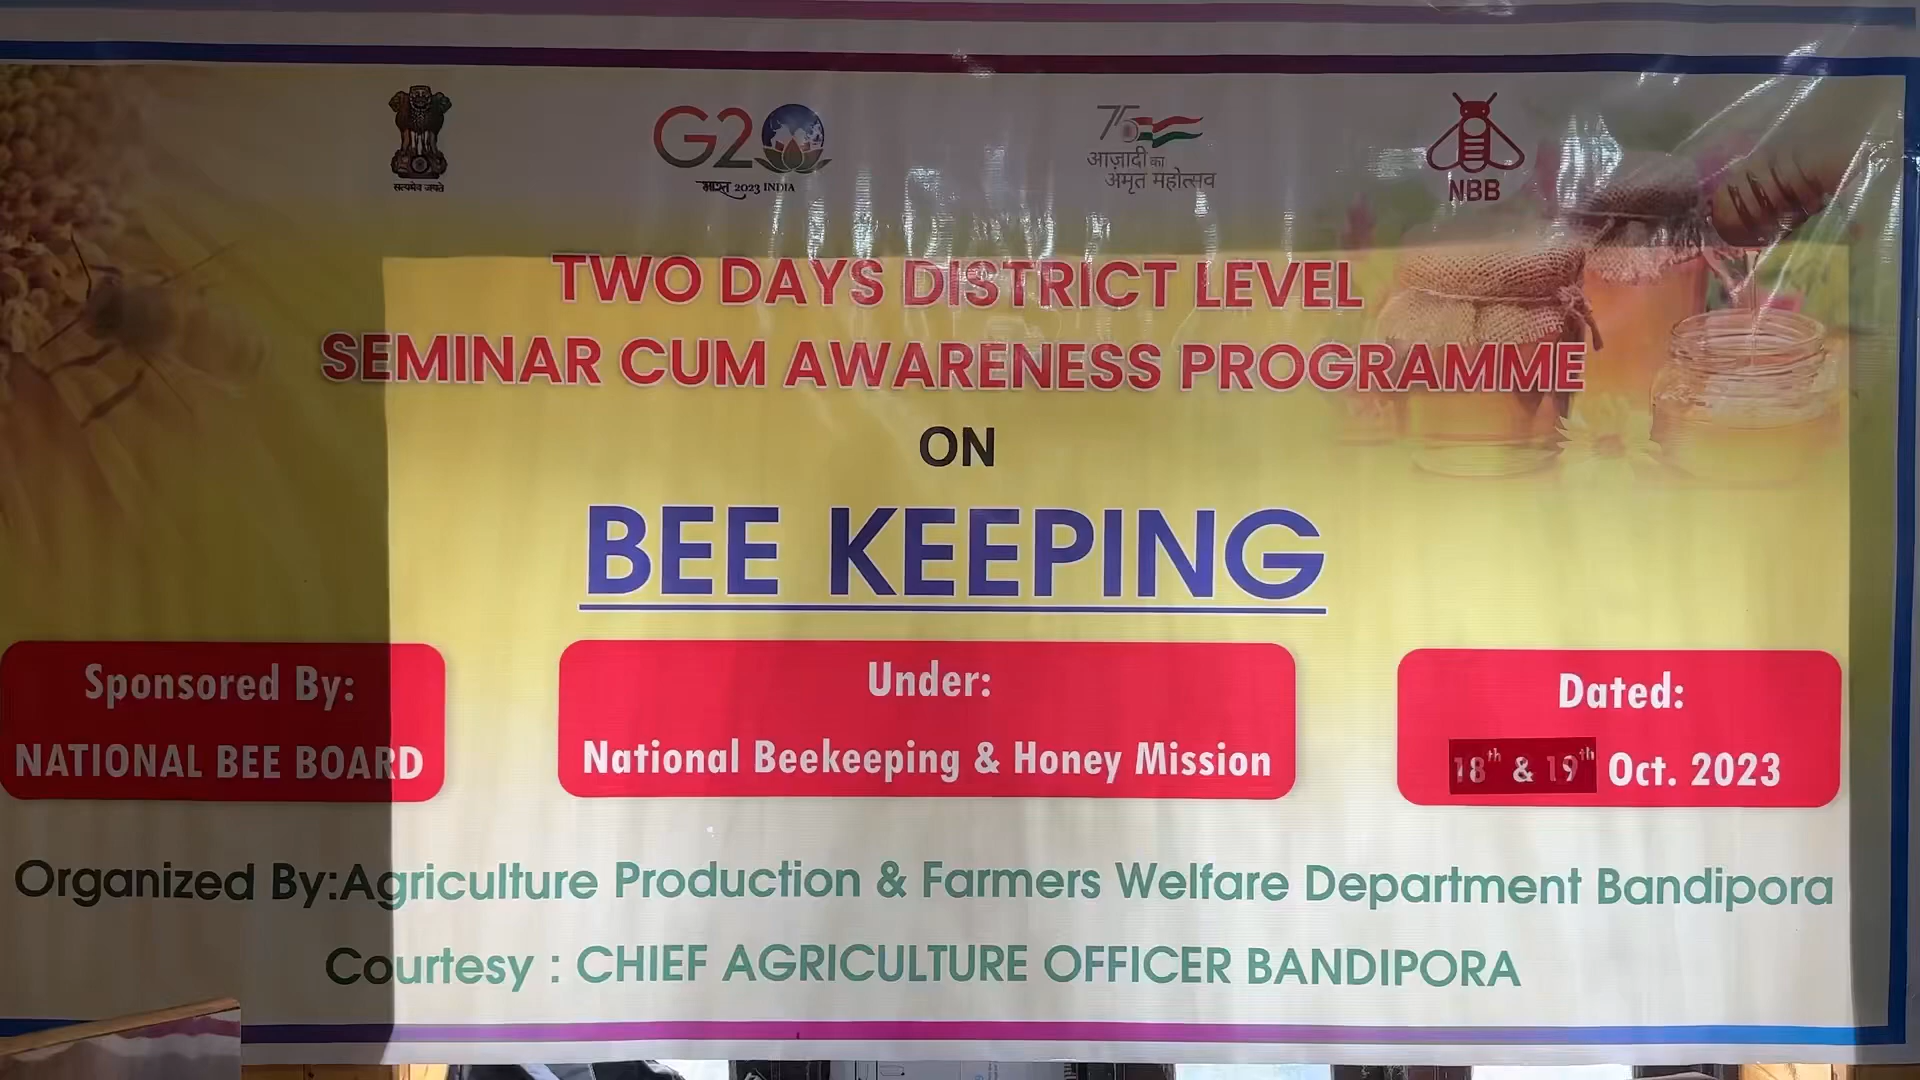 सत्यमेव जयते
G20
भारत 2023 INDIA
75
आज़ादी का
अमृत महोत्सव
NBB
TWO DAYS DISTRICT LEVEL
SEMINAR CUM AWARENESS PROGRAMME
ON
BEE KEEPING
Sponsored By:
NATIONAL BEE BOARD
Under:
National Beekeeping & Honey Mission
Dated:
18th & 19th Oct. 2023
Organized By:Agriculture Production & Farmers Welfare Department Bandipora
Courtesy : CHIEF AGRICULTURE OFFICER BANDIPORA